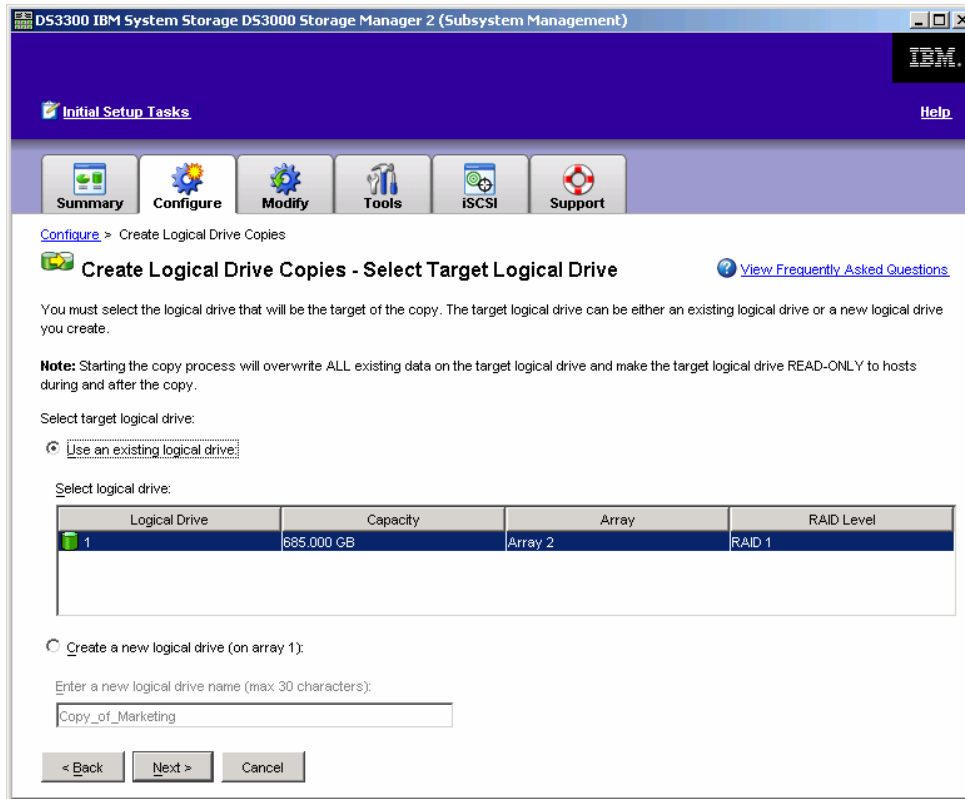 DS3300 IBM System Storage DS3000 Storage Manager 2 (Subsystem Management)
IBM.
Initial Setup Tasks
Help
Summary
Configure
Modify
Tools
iSCSI
Support
Configure > Create Logical Drive Copies
Create Logical Drive Copies - Select Target Logical Drive
View Frequently Asked Questions
You must select the logical drive that will be the target of the copy. The target logical drive can be either an existing logical drive or a new logical drive
you create.
Note: Starting the copy process will overwrite ALL existing data on the target logical drive and make the target logical drive READ-ONLY to hosts
during and after the copy.
Select target logical drive:
Use an existing logical drive:
Select logical drive:
Logical Drive Capacity Array RAID Level
1 685.000 GB Array 2 RAID 1
Create a new logical drive (on array 1):
Enter a new logical drive name (max 30 characters):
Copy_of_Marketing
< Back Next > Cancel